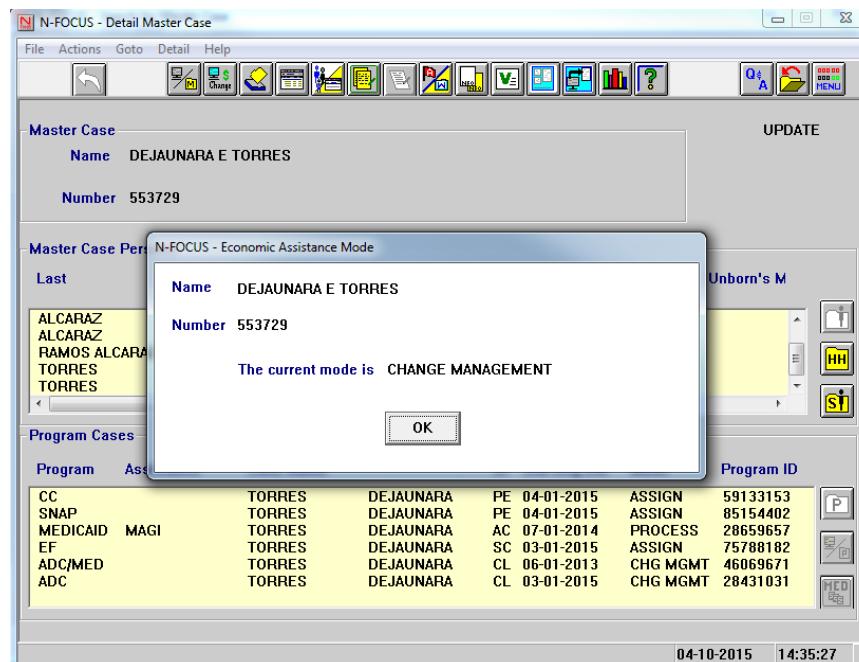 N-FOCUS - Detail Master Case
File Actions Goto Detail Help
M $ Change NEG. V= ? Q A MENU
Master Case
UPDATE
Name DEJAUNARA E TORRES
Number 553729
Master Case Pers
N-FOCUS - Economic Assistance Mode
Last
Unborn's M
Name DEJAUNARA E TORRES
Number 553729
The current mode is CHANGE MANAGEMENT
OK
ALCARAZ
ALCARAZ
RAMOS ALCARA
TORRES
TORRES
HH
S
Program Cases
Program Ass Program ID
CC TORRES DEJAUNARA PE 04-01-2015 ASSIGN 59133153
SNAP TORRES DEJAUNARA PE 04-01-2015 ASSIGN 85154402
MEDICAID MAGI TORRES DEJAUNARA AC 07-01-2014 PROCESS 28659657
EF TORRES DEJAUNARA SC 03-01-2015 ASSIGN 75788182
ADC/MED TORRES DEJAUNARA CL 06-01-2013 CHG MGMT 46069671
ADC TORRES DEJAUNARA CL 03-01-2015 CHG MGMT 28431031
P
MED
04-10-2015 14:35:27